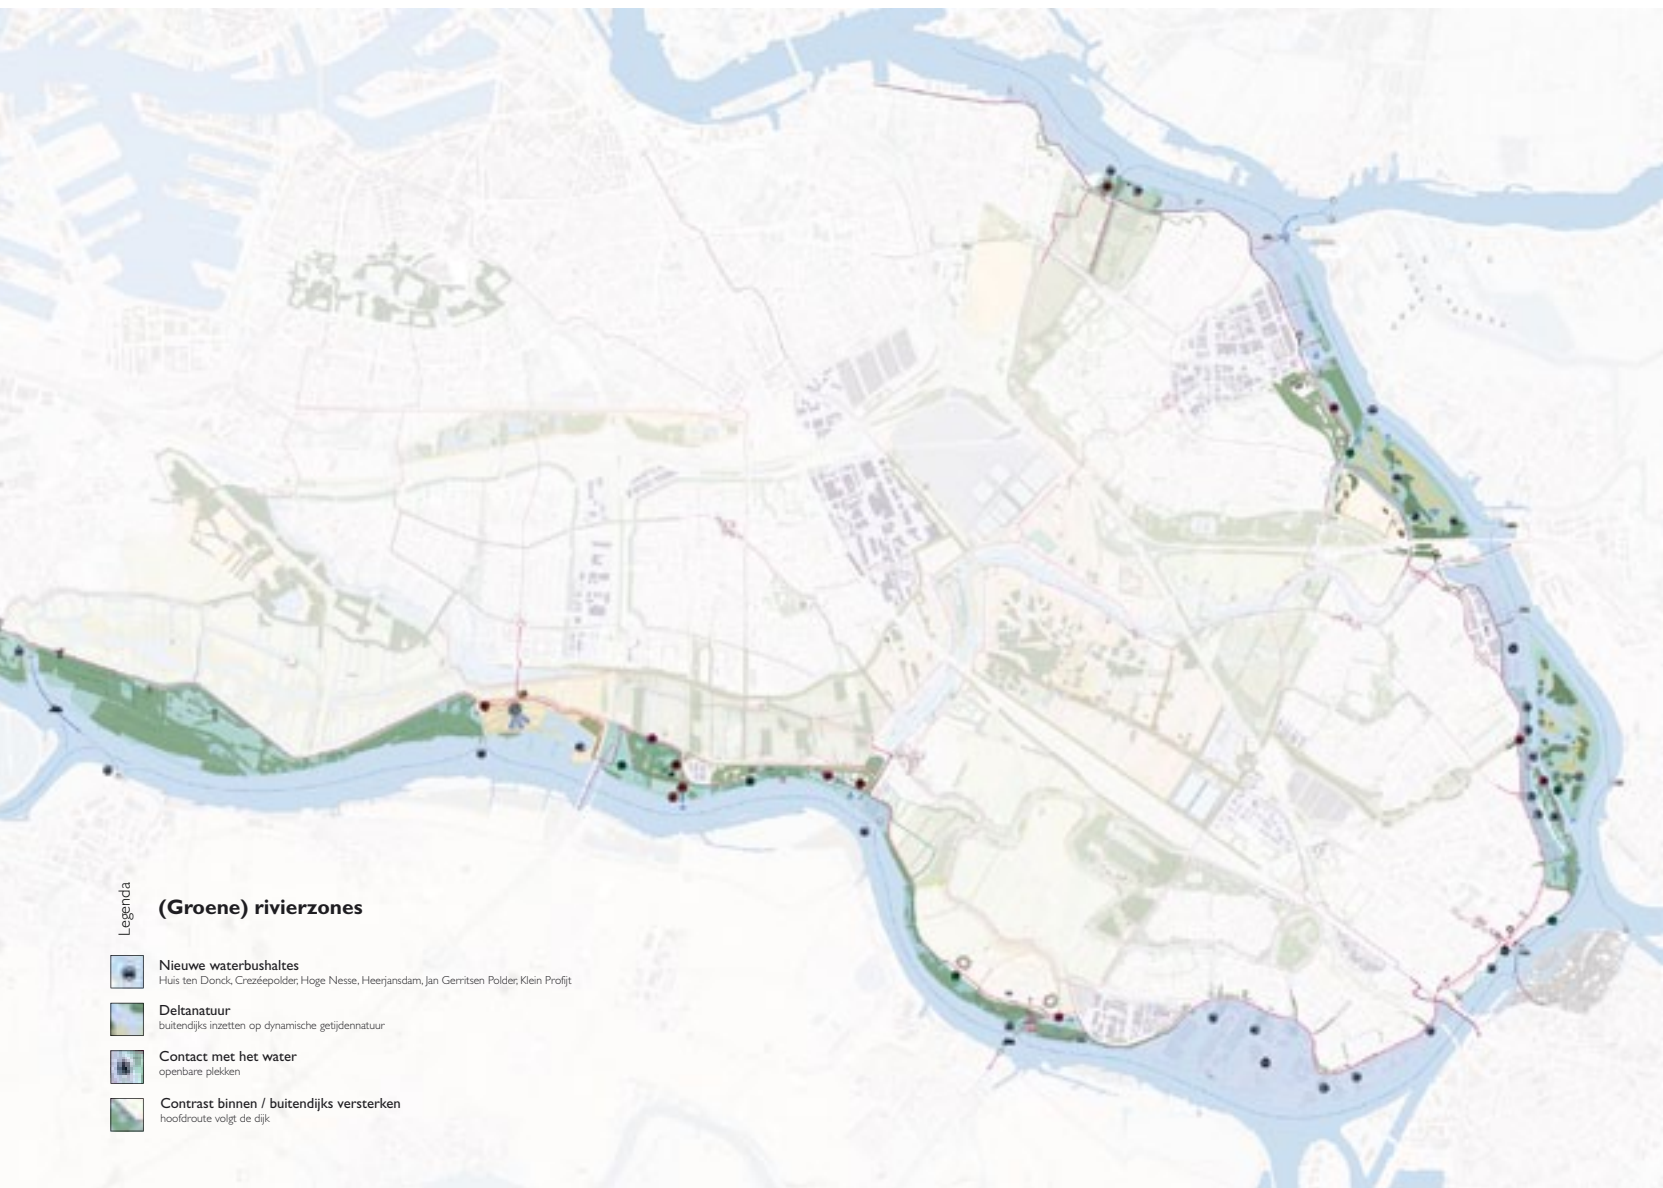 Legenda
(Groene) rivierzones
Nieuwe waterbushaltes
Huis ten Donck, Crezéepolder, Hoge Nesse, Heerjansdam, Jan Gerritsen Polder, Klein Profijt
Deltanatuur
buitendijks inzetten op dynamische getijdennatuur
Contact met het water
openbare plekken
Contrast binnen / buitendijks versterken
hoofdroute volgt de dijk